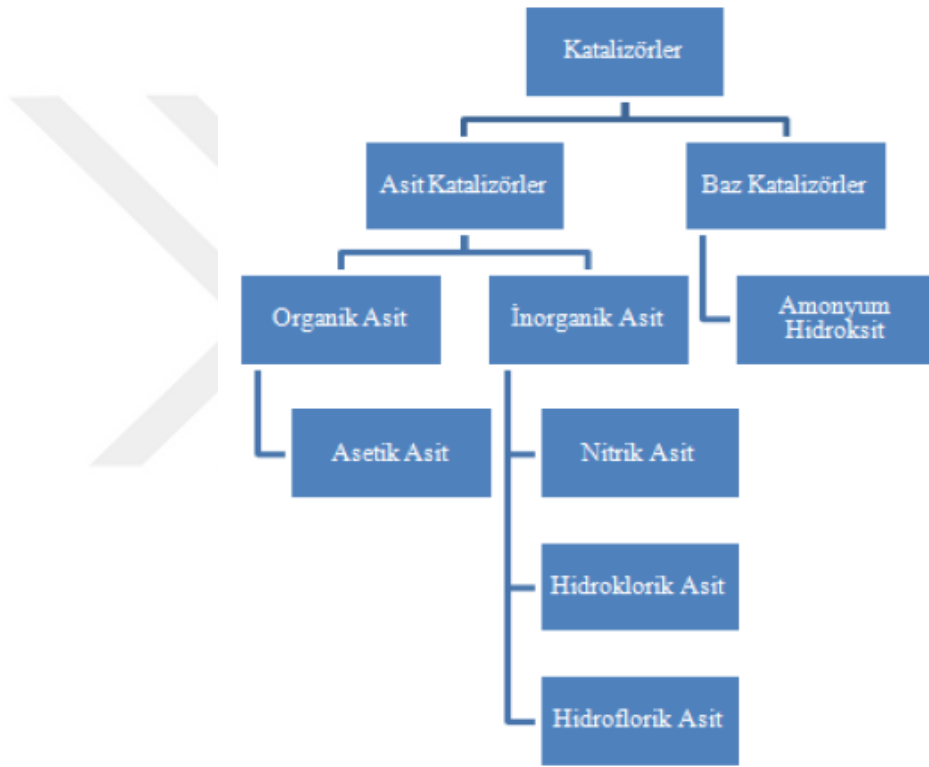 Katalizörler
Asit Katalizörler
Baz Katalizörler
Organik Asit
İnorganik Asit
Amonyum
Hidroksit
Asetik Asit
Nitrik Asit
Hidroklorik Asit
Hidroflorik Asit